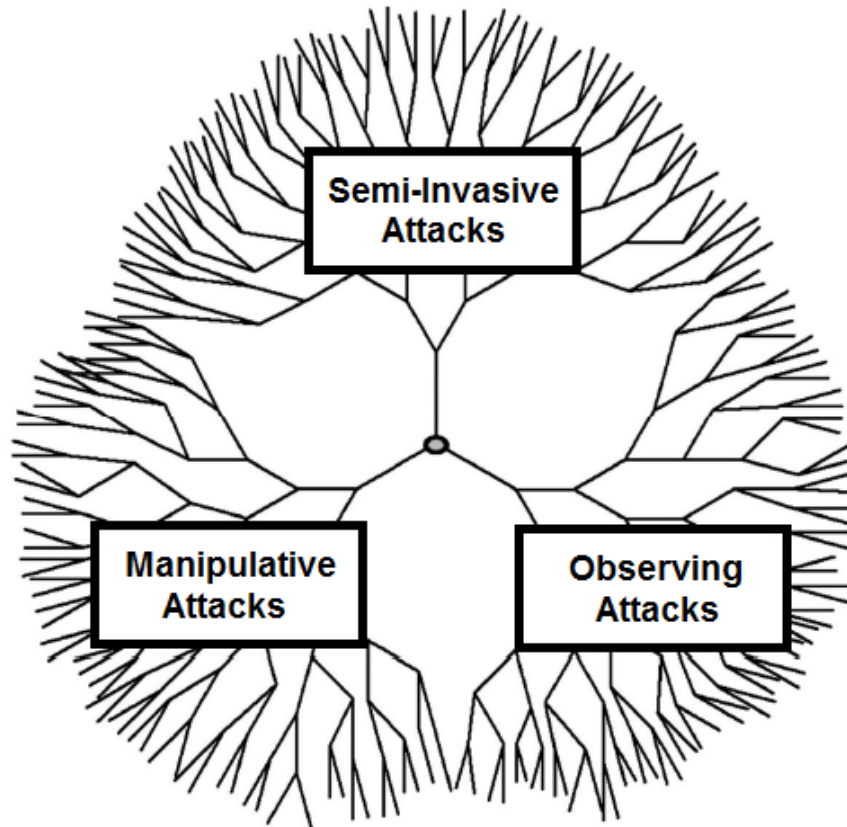 Semi-Invasive
Attacks
Manipulative
Attacks
Observing
Attacks